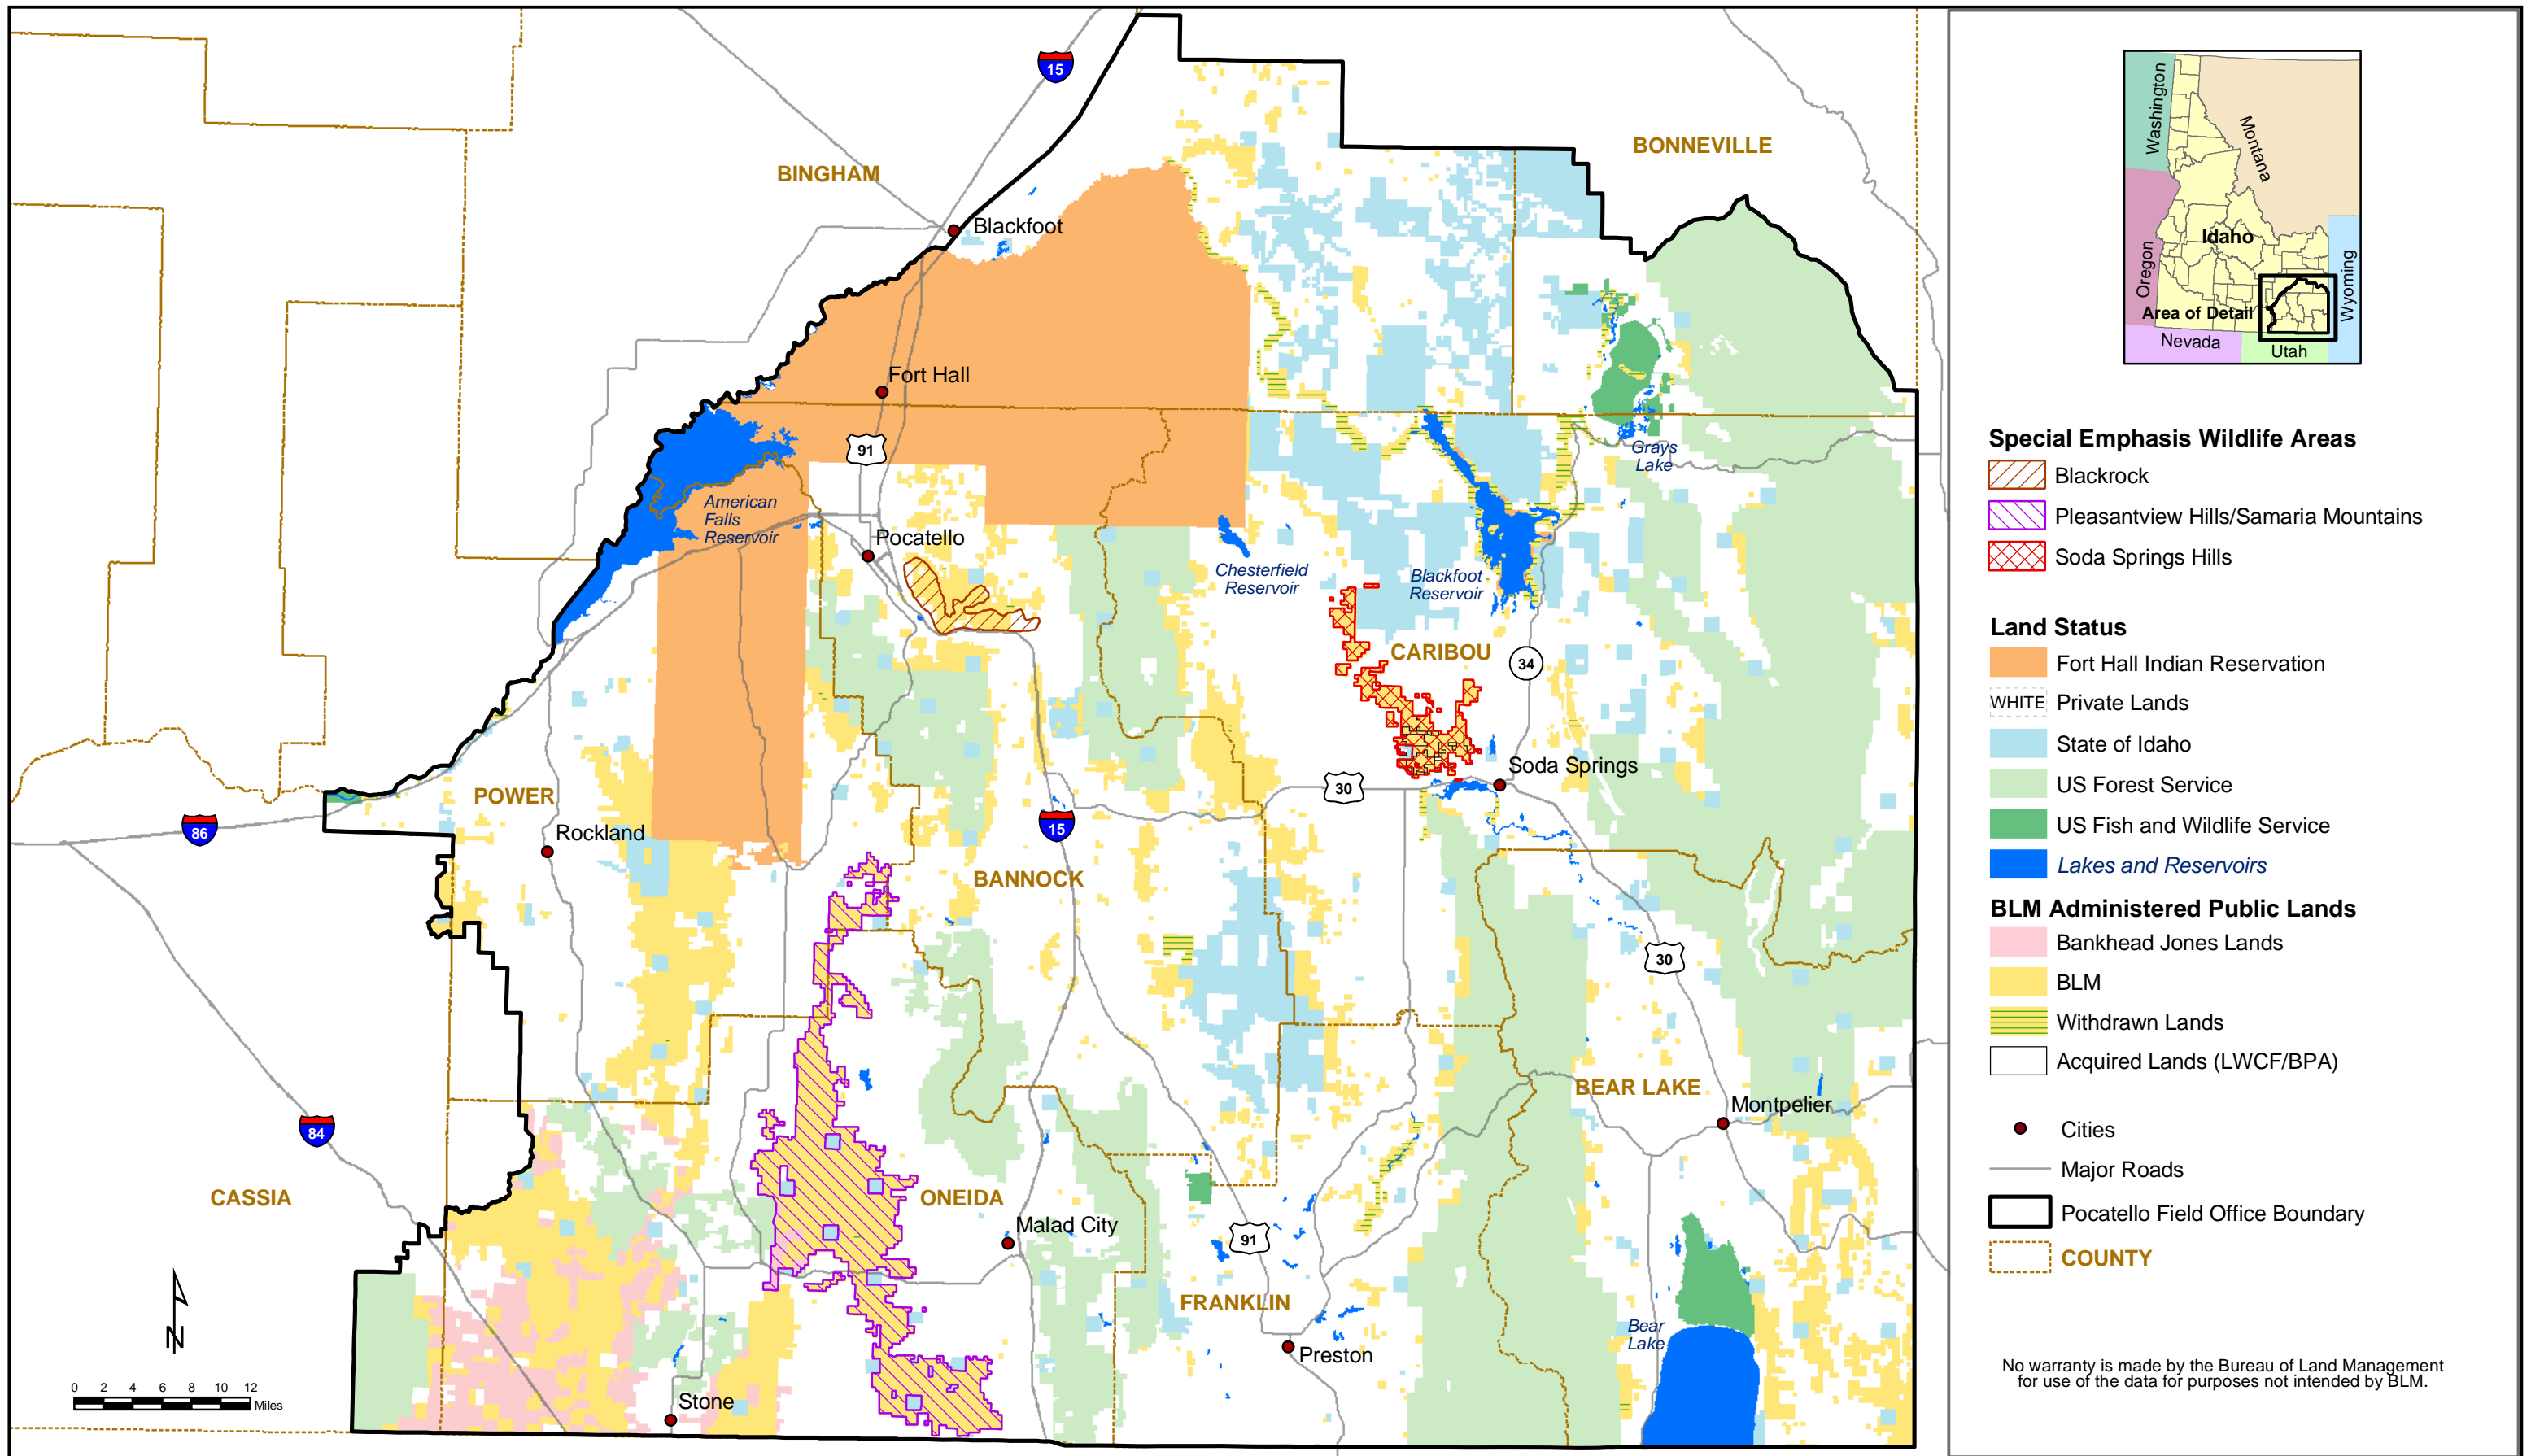 15
BONNEVILLE
BINGHAM
Blackfoot
Fort Hall
91
Grays
Lake
American
Falls
Reservoir
Pocatello
Chesterfield
Reservoir
Blackfoot
Reservoir
CARIBOU
34
Soda Springs
30
POWER
86
Rockland
15
BANNOCK
30
BEAR LAKE
Montpelier
84
CASSIA
ONEIDA
Malad City
91
FRANKLIN
Bear
Lake
Preston
Stone
N
0 2 4 6 8 10 12
Miles
Washington
Montana
Oregon
Idaho
Wyoming
Area of Detail
Nevada
Utah
Special Emphasis Wildlife Areas
Blackrock
Pleasantview Hills/Samaria Mountains
Soda Springs Hills
Land Status
Fort Hall Indian Reservation
WHITE Private Lands
State of Idaho
US Forest Service
US Fish and Wildlife Service
Lakes and Reservoirs
BLM Administered Public Lands
Bankhead Jones Lands
BLM
Withdrawn Lands
Acquired Lands (LWCF/BPA)
Cities
Major Roads
Pocatello Field Office Boundary
COUNTY
No warranty is made by the Bureau of Land Management
for use of the data for purposes not intended by BLM.